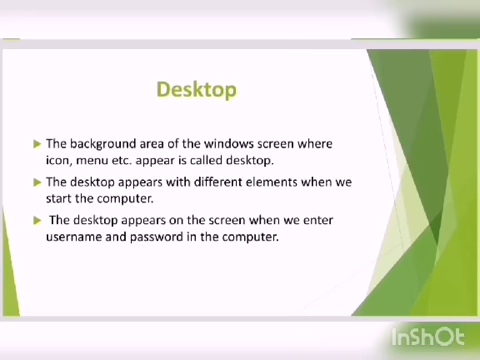 Desktop
The background area of the windows screen where
icon, menu etc. appear is called desktop.
The desktop appears with different elements when we
start the computer.
The desktop appears on the screen when we enter
username and password in the computer.
InShOt